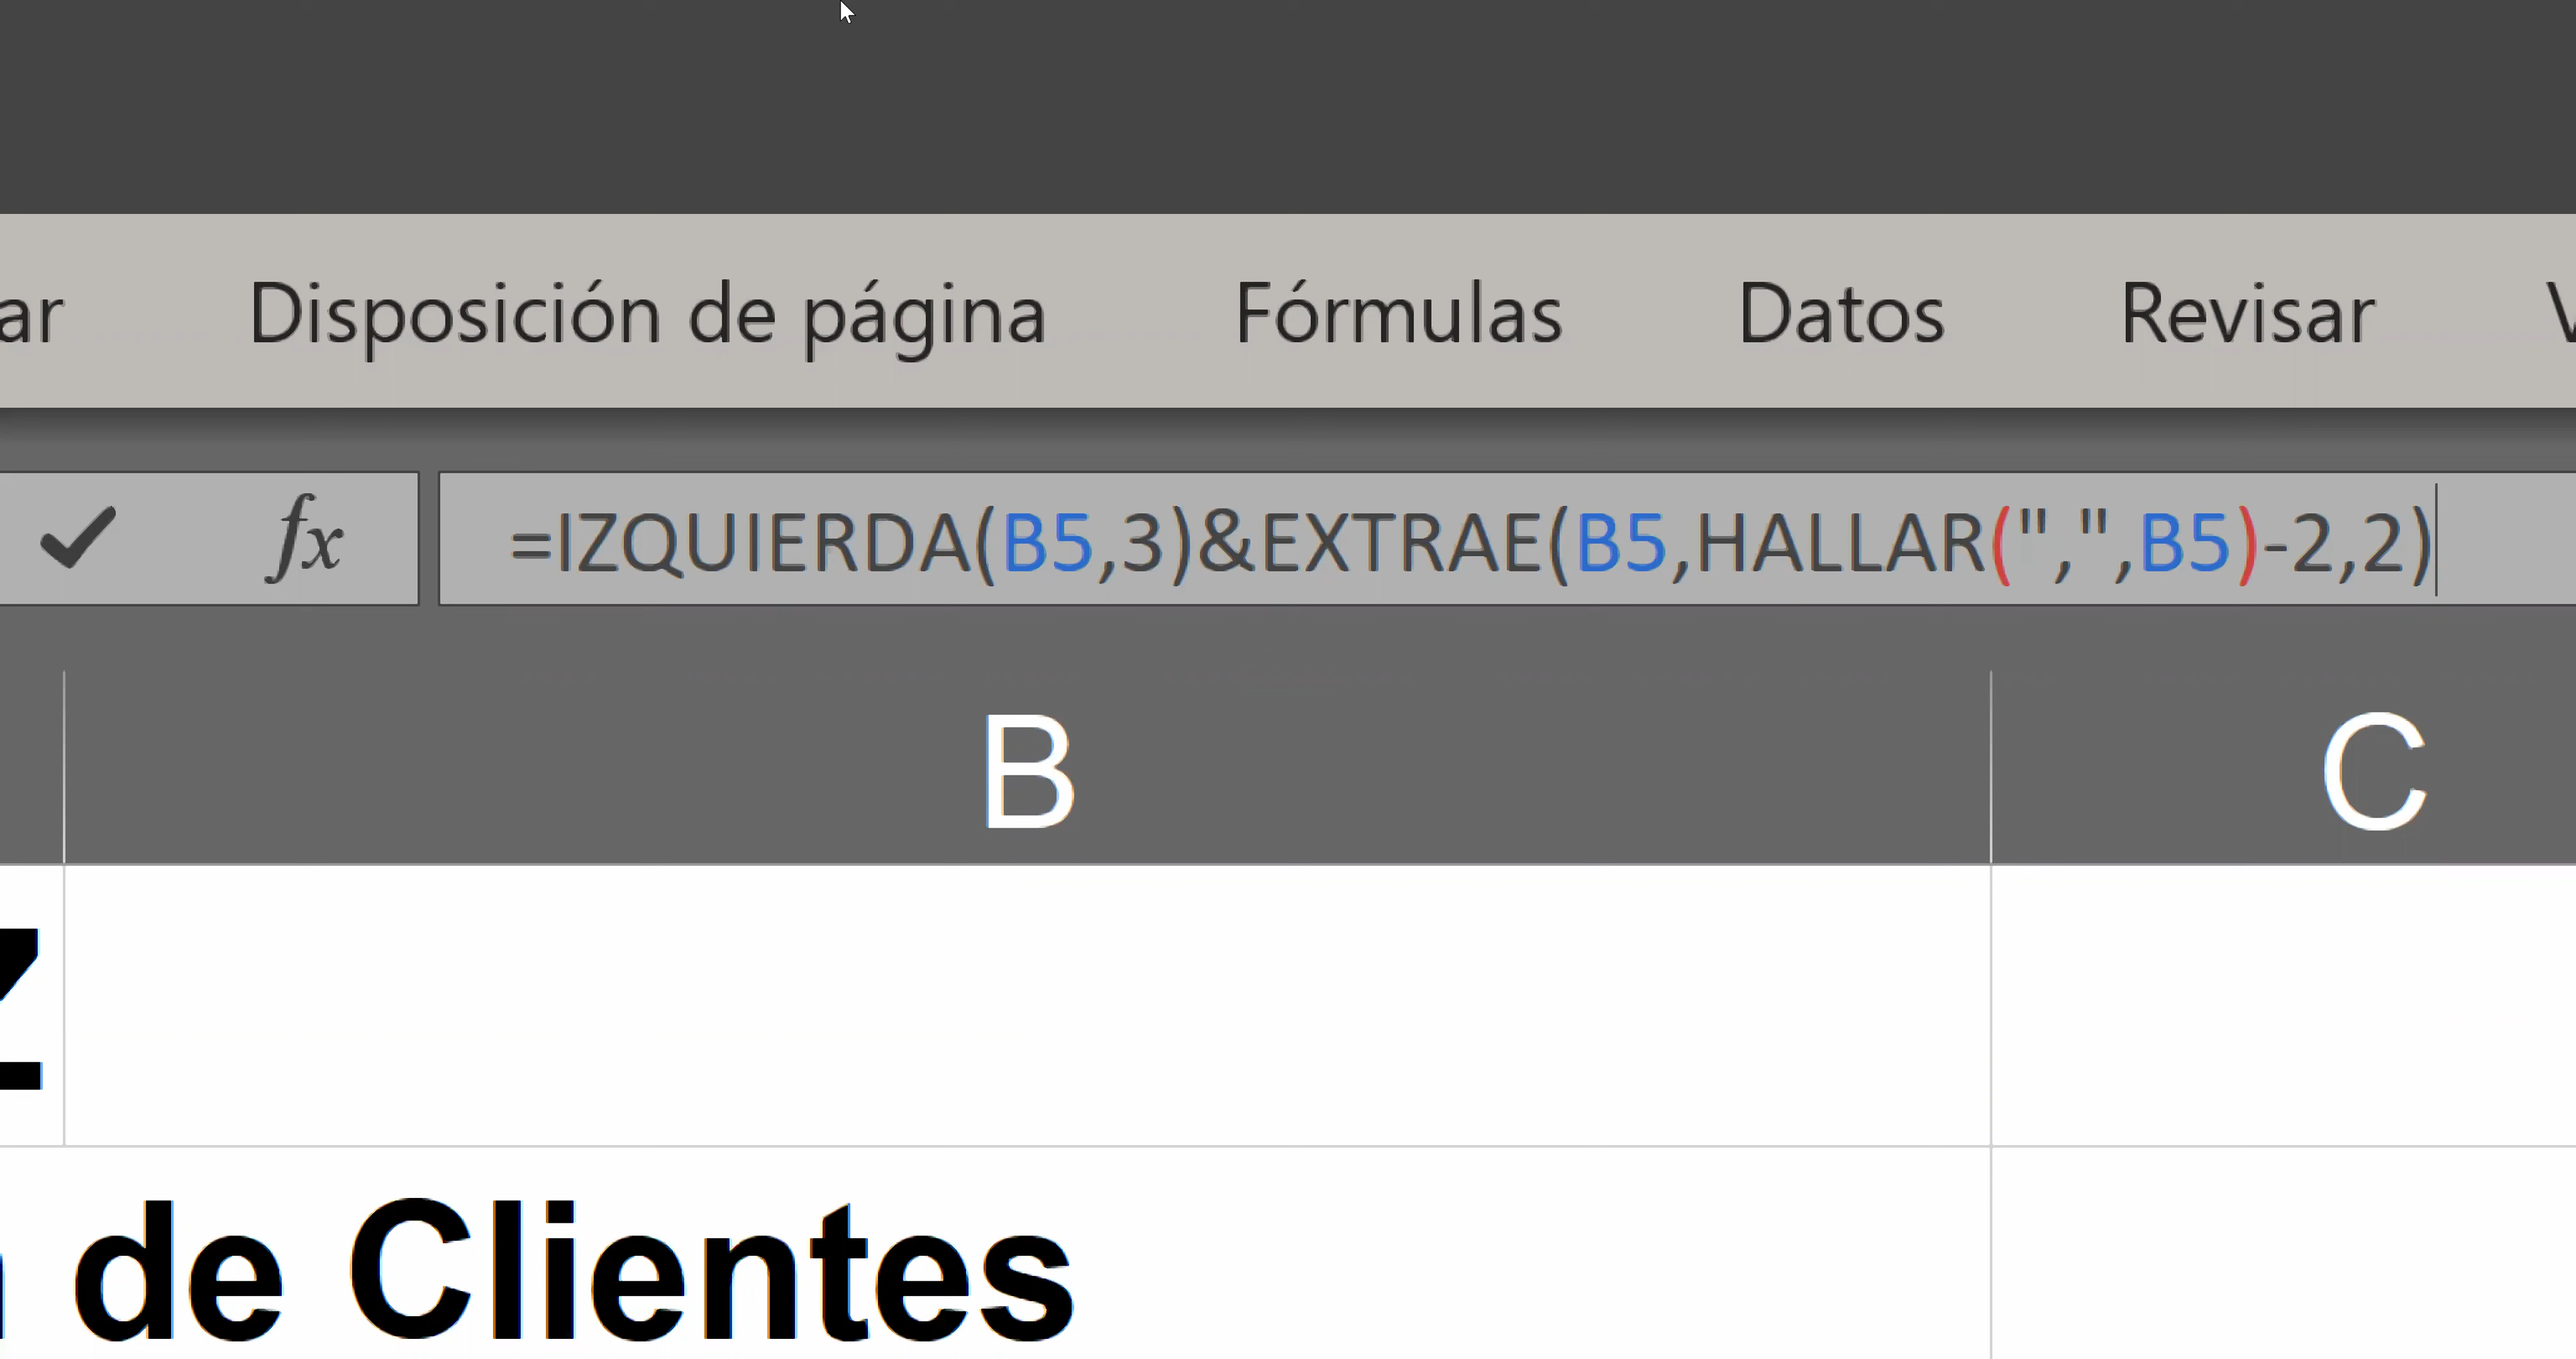 ar Disposición de página Fórmulas Datos Revisar V
fx =IZQUIERDA(B5,3)&EXTRAE(B5,HALLAR(",",B5)-2,2)
B C
Z
de Clientes